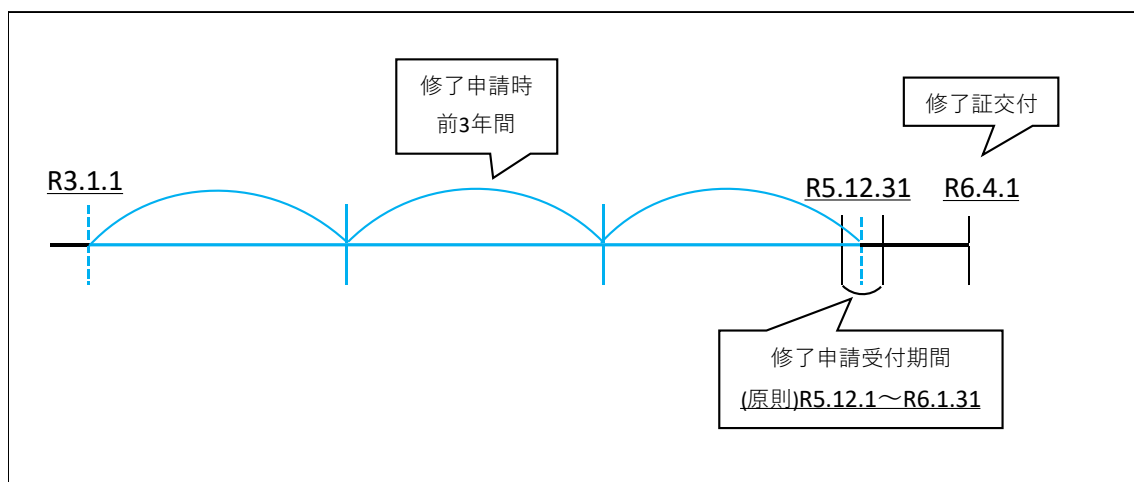 修了申請時
前3年間
修了証交付
R3.1.1
R5.12.31
R6.4.1
修了申請受付期間
(原則)R5.12.1～R6.1.31